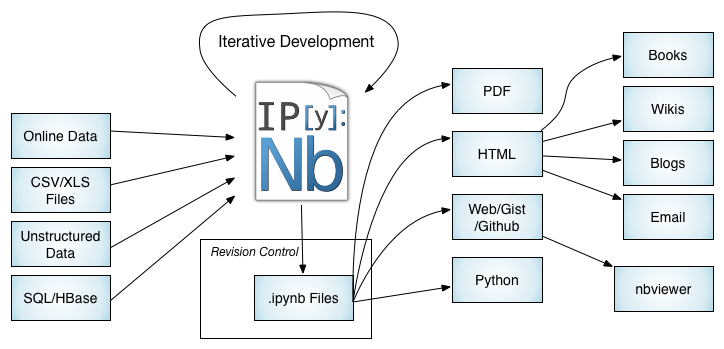 Iterative Development
IP[y]:
Nb
Online Data
CSV/XLS
Files
Unstructured
Data
SQL/HBase
Revision Control
.ipynb Files
PDF
HTML
Web/Gist
/Github
Python
Books
Wikis
Blogs
Email
nbviewer